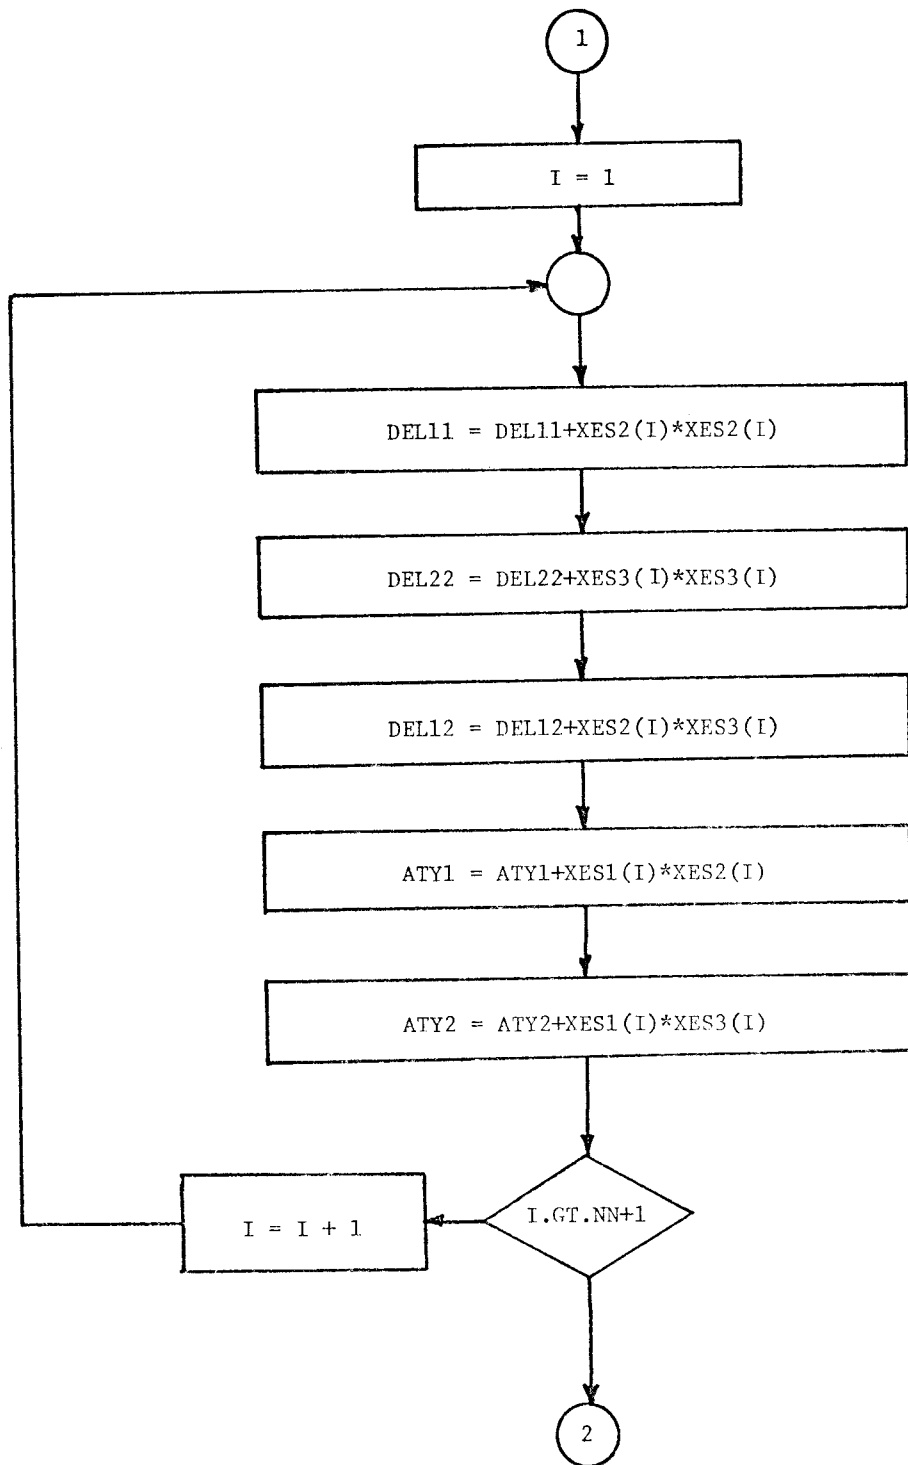 1
I = 1
DEL11 = DEL11+XES2(I)*XES2(I)
DEL22 = DEL22+XES3(I)*XES3(I)
DEL12 = DEL12+XES2(I)*XES3(I)
ATY1 = ATY1+XES1(I)*XES2(I)
ATY2 = ATY2+XES1(I)*XES3(I)
I.GT.NN+1
I = I + 1
2